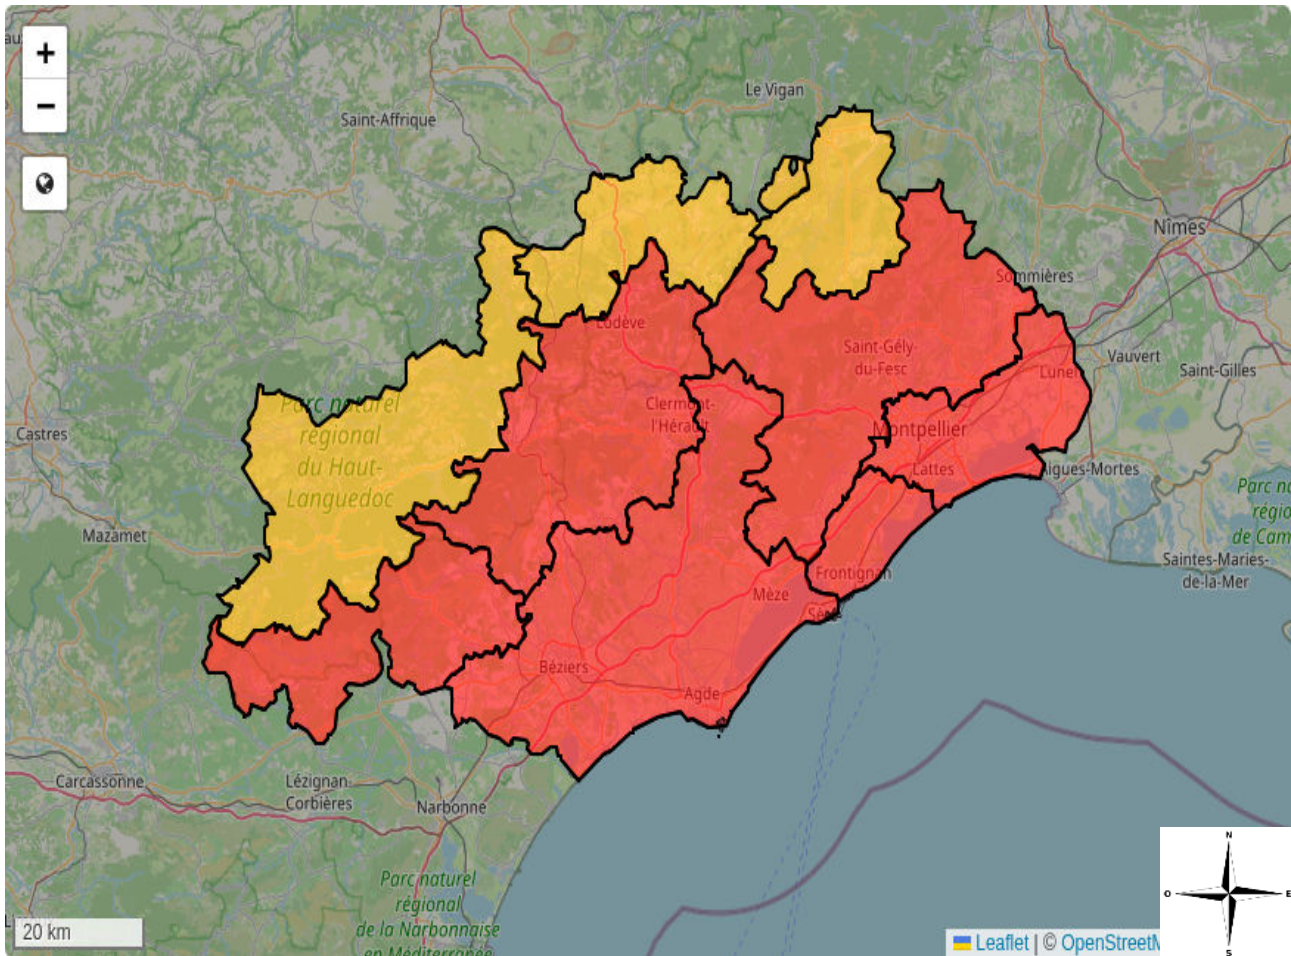 +
−
Le Vigan
Saint-Affrique
Nîmes
Sommières
Lodève
Saint-Gély-
du-Fesc
Vauvert
Lunel
Saint-Gilles
Parc naturel
régional
du Haut-
Languedoc
Clermont-
l'Hérault
Castres
Montpellier
Lattes
Aigues-Mortes
Parc na
régio
de Cam
Mazamet
Saintes-Maries-
de-la-Mer
Frontignan
Mèze
Sète
Béziers
Agde
Carcassonne
Lézignan-
Corbières
Narbonne
Parc naturel
régional
de la Narbonnaise
en Méditerranée
20 km
Leaflet | © OpenStreetM
N
O
E
S